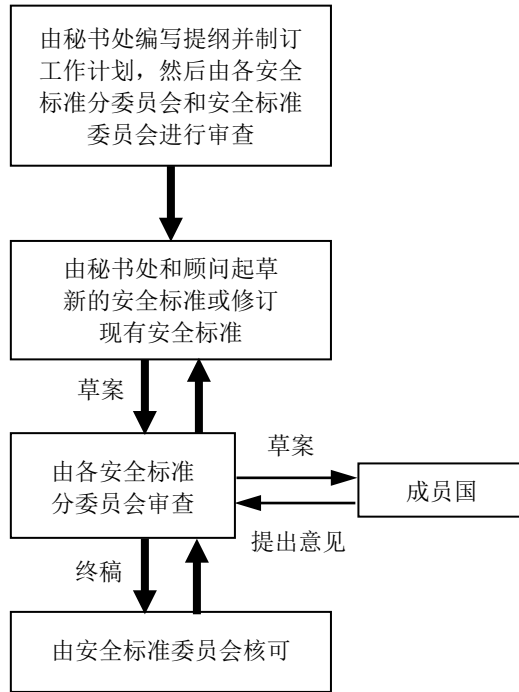 由秘书处编写提纲并制订
工作计划，然后由各安全
标准分委员会和安全标准
委员会进行审查
由秘书处和顾问起草
新的安全标准或修订
现有安全标准
草案
由各安全标准
分委员会审查
草案
成员国
提出意见
终稿
由安全标准委员会核可